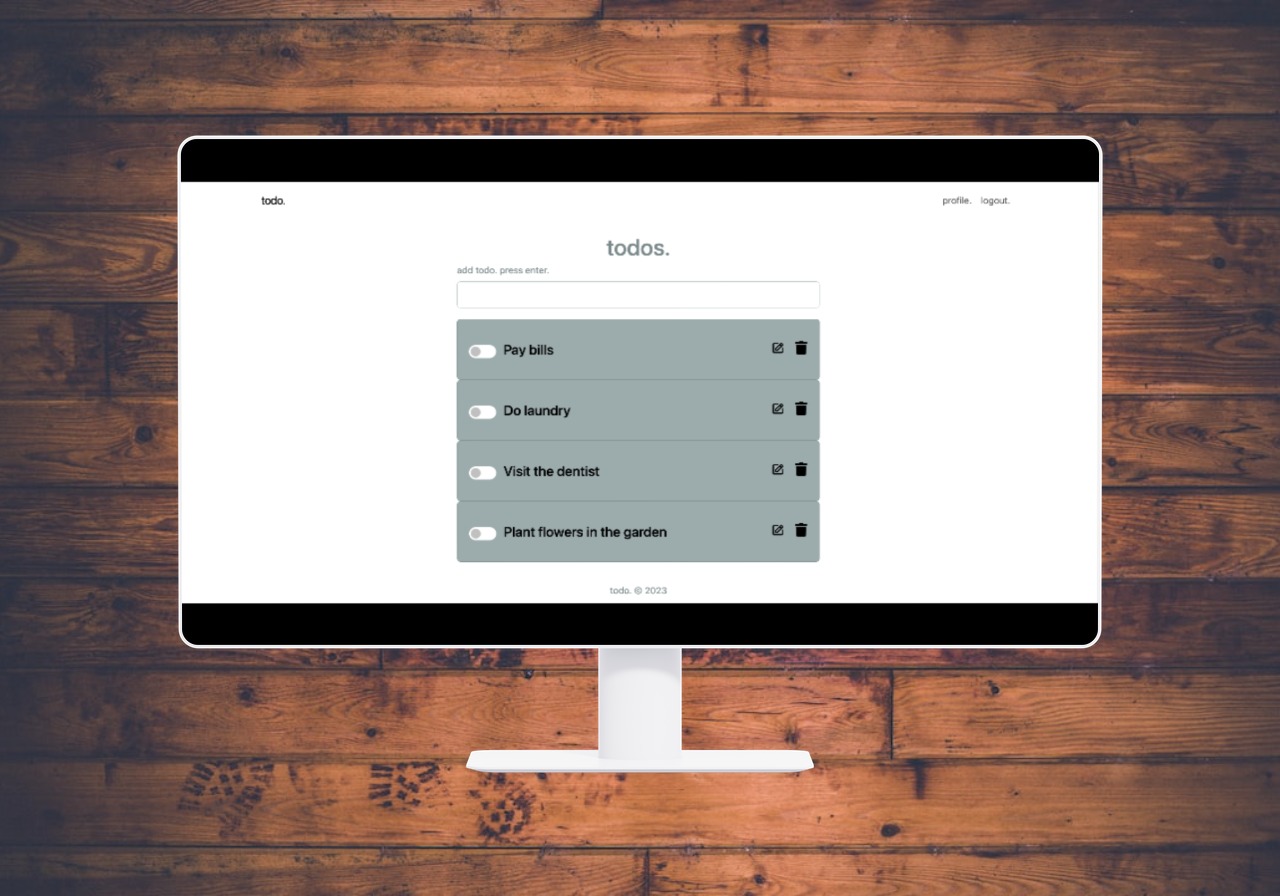 todo.
profile. logout.
todos.
add todo. press enter.
Pay bills
Do laundry
Visit the dentist
Plant flowers in the garden
todo. © 2023